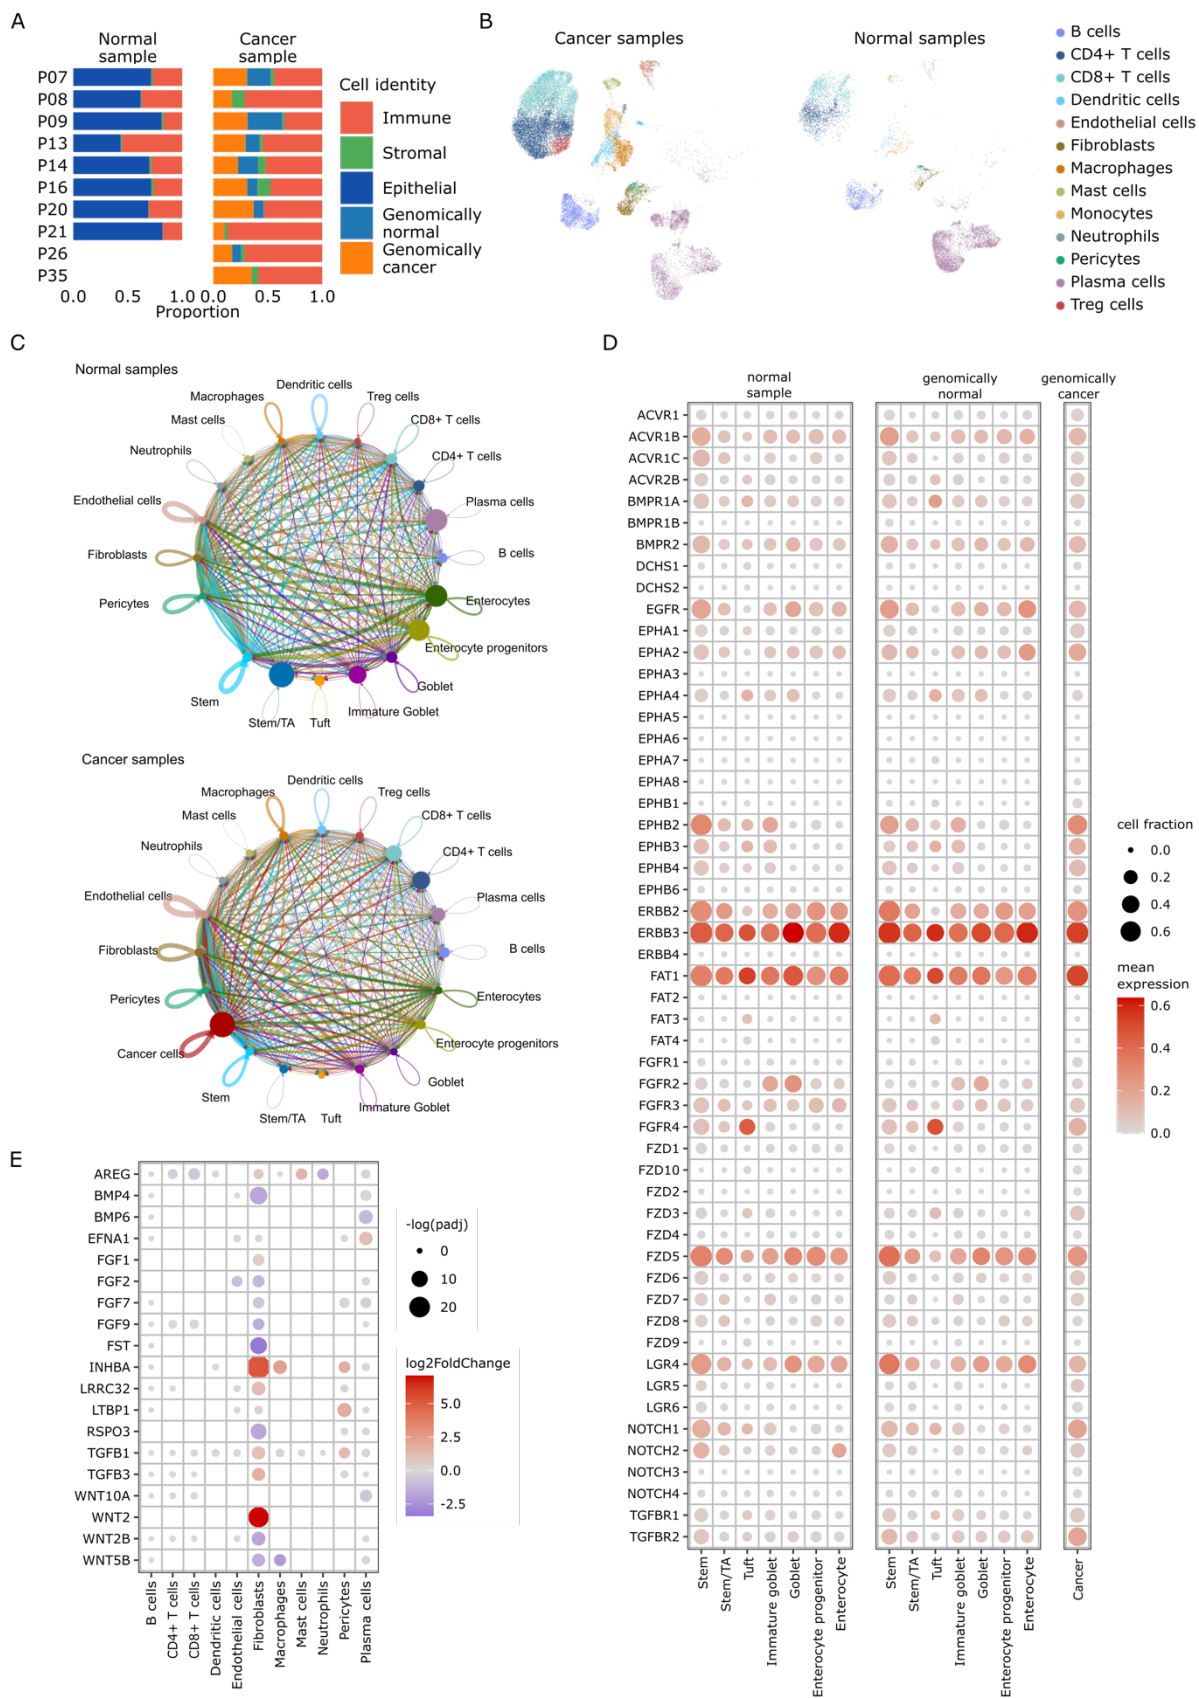 A
Normal
sample
Cancer
sample
P07
P08
P09
P13
P14
P16
P20
P21
P26
P35
0.0 0.5 1.0 0.0 0.5 1.0
Proportion
Cell identity
Immune
Stromal
Epithelial
Genomically
normal
Genomically
cancer
B
Cancer samples
Normal samples
B cells
CD4+ T cells
CD8+ T cells
Dendritic cells
Endothelial cells
Fibroblasts
Macrophages
Mast cells
Monocytes
Neutrophils
Pericytes
Plasma cells
Treg cells
C
Normal samples
Dendritic cells
Macrophages
Treg cells
Mast cells
CD8+ T cells
Neutrophils
CD4+ T cells
Endothelial cells
Plasma cells
Fibroblasts
B cells
Pericytes
Enterocytes
Enterocyte progenitors
Goblet
Stem
Immature Goblet
Stem/TA
Tuft
Cancer samples
Dendritic cells
Macrophages
Treg cells
Mast cells
CD8+ T cells
Neutrophils
CD4+ T cells
Endothelial cells
Plasma cells
Fibroblasts
B cells
Pericytes
Enterocytes
Cancer cells
Enterocyte progenitors
Goblet
Stem
Immature Goblet
Stem/TA
Tuft
D
normal
sample
genomically
normal
genomically
cancer
ACVR1
ACVR1B
ACVR1C
ACVR2B
BMPR1A
BMPR1B
BMPR2
DCHS1
DCHS2
EGFR
EPHA1
EPHA2
EPHA3
EPHA4
EPHA5
EPHA6
EPHA7
EPHA8
EPHB1
EPHB2
EPHB3
EPHB4
EPHB6
ERBB2
ERBB3
ERBB4
FAT1
FAT2
FAT3
FAT4
FGFR1
FGFR2
FGFR3
FGFR4
FZD1
FZD10
FZD2
FZD3
FZD4
FZD5
FZD6
FZD7
FZD8
FZD9
LGR4
LGR5
LGR6
NOTCH1
NOTCH2
NOTCH3
NOTCH4
TGFBR1
TGFBR2
Stem
Stem/TA
Tuft
Immature goblet
Goblet
Enterocyte progenitor
Enterocyte
Stem
Stem/TA
Tuft
Immature goblet
Goblet
Enterocyte progenitor
Enterocyte
Cancer
cell fraction
0.0
0.2
0.4
0.6
mean
expression
0.6
0.4
0.2
0.0
E
AREG
BMP4
BMP6
EFNA1
FGF1
FGF2
FGF7
FGF9
FST
INHBA
LRRC32
LTBP1
RSPO3
TGFB1
TGFB3
WNT10A
WNT2
WNT2B
WNT5B
B cells
CD4+ T cells
CD8+ T cells
Dendritic cells
Endothelial cells
Fibroblasts
Macrophages
Mast cells
Neutrophils
Pericytes
Plasma cells
-log(padj)
0
10
20
log2FoldChange
5.0
2.5
0.0
-2.5